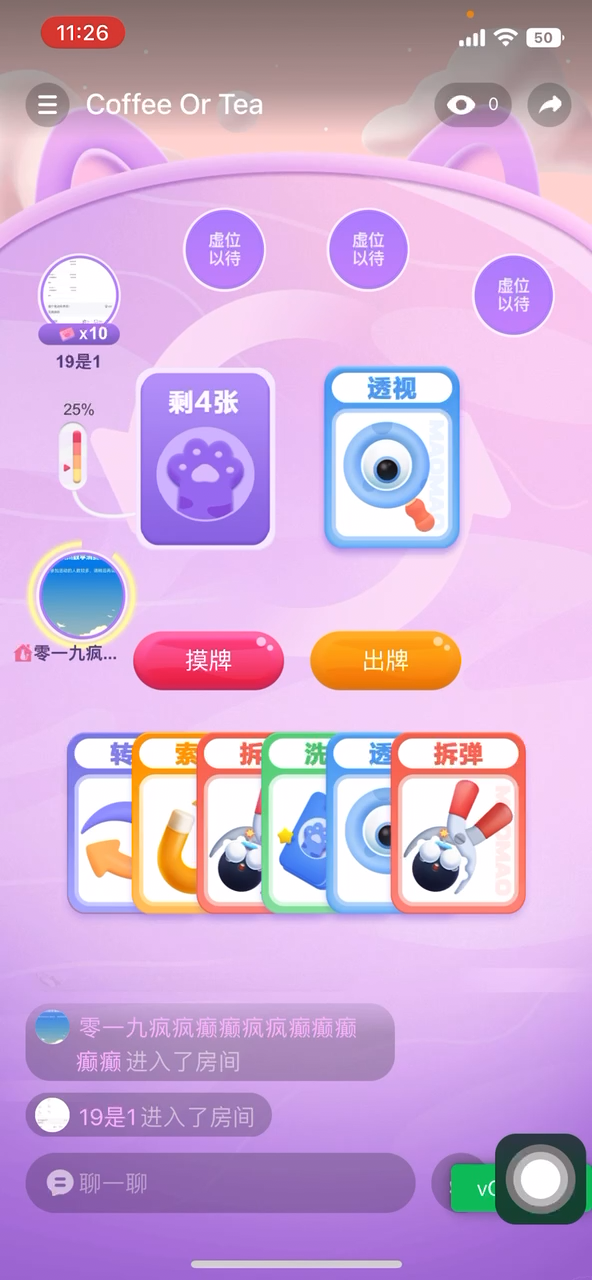 11:26
50
Coffee Or Tea
0
虚位
以待
虚位
以待
虚位
以待
x10
19是1
25%
剩4张
透视
MAOMAO
零一九疯...
摸牌
出牌
转
索
拆
洗
透
拆弹
MAOMAO
零一九疯疯癫癫疯疯癫癫癫
癫癫 进入了房间
19是1进入了房间
聊一聊